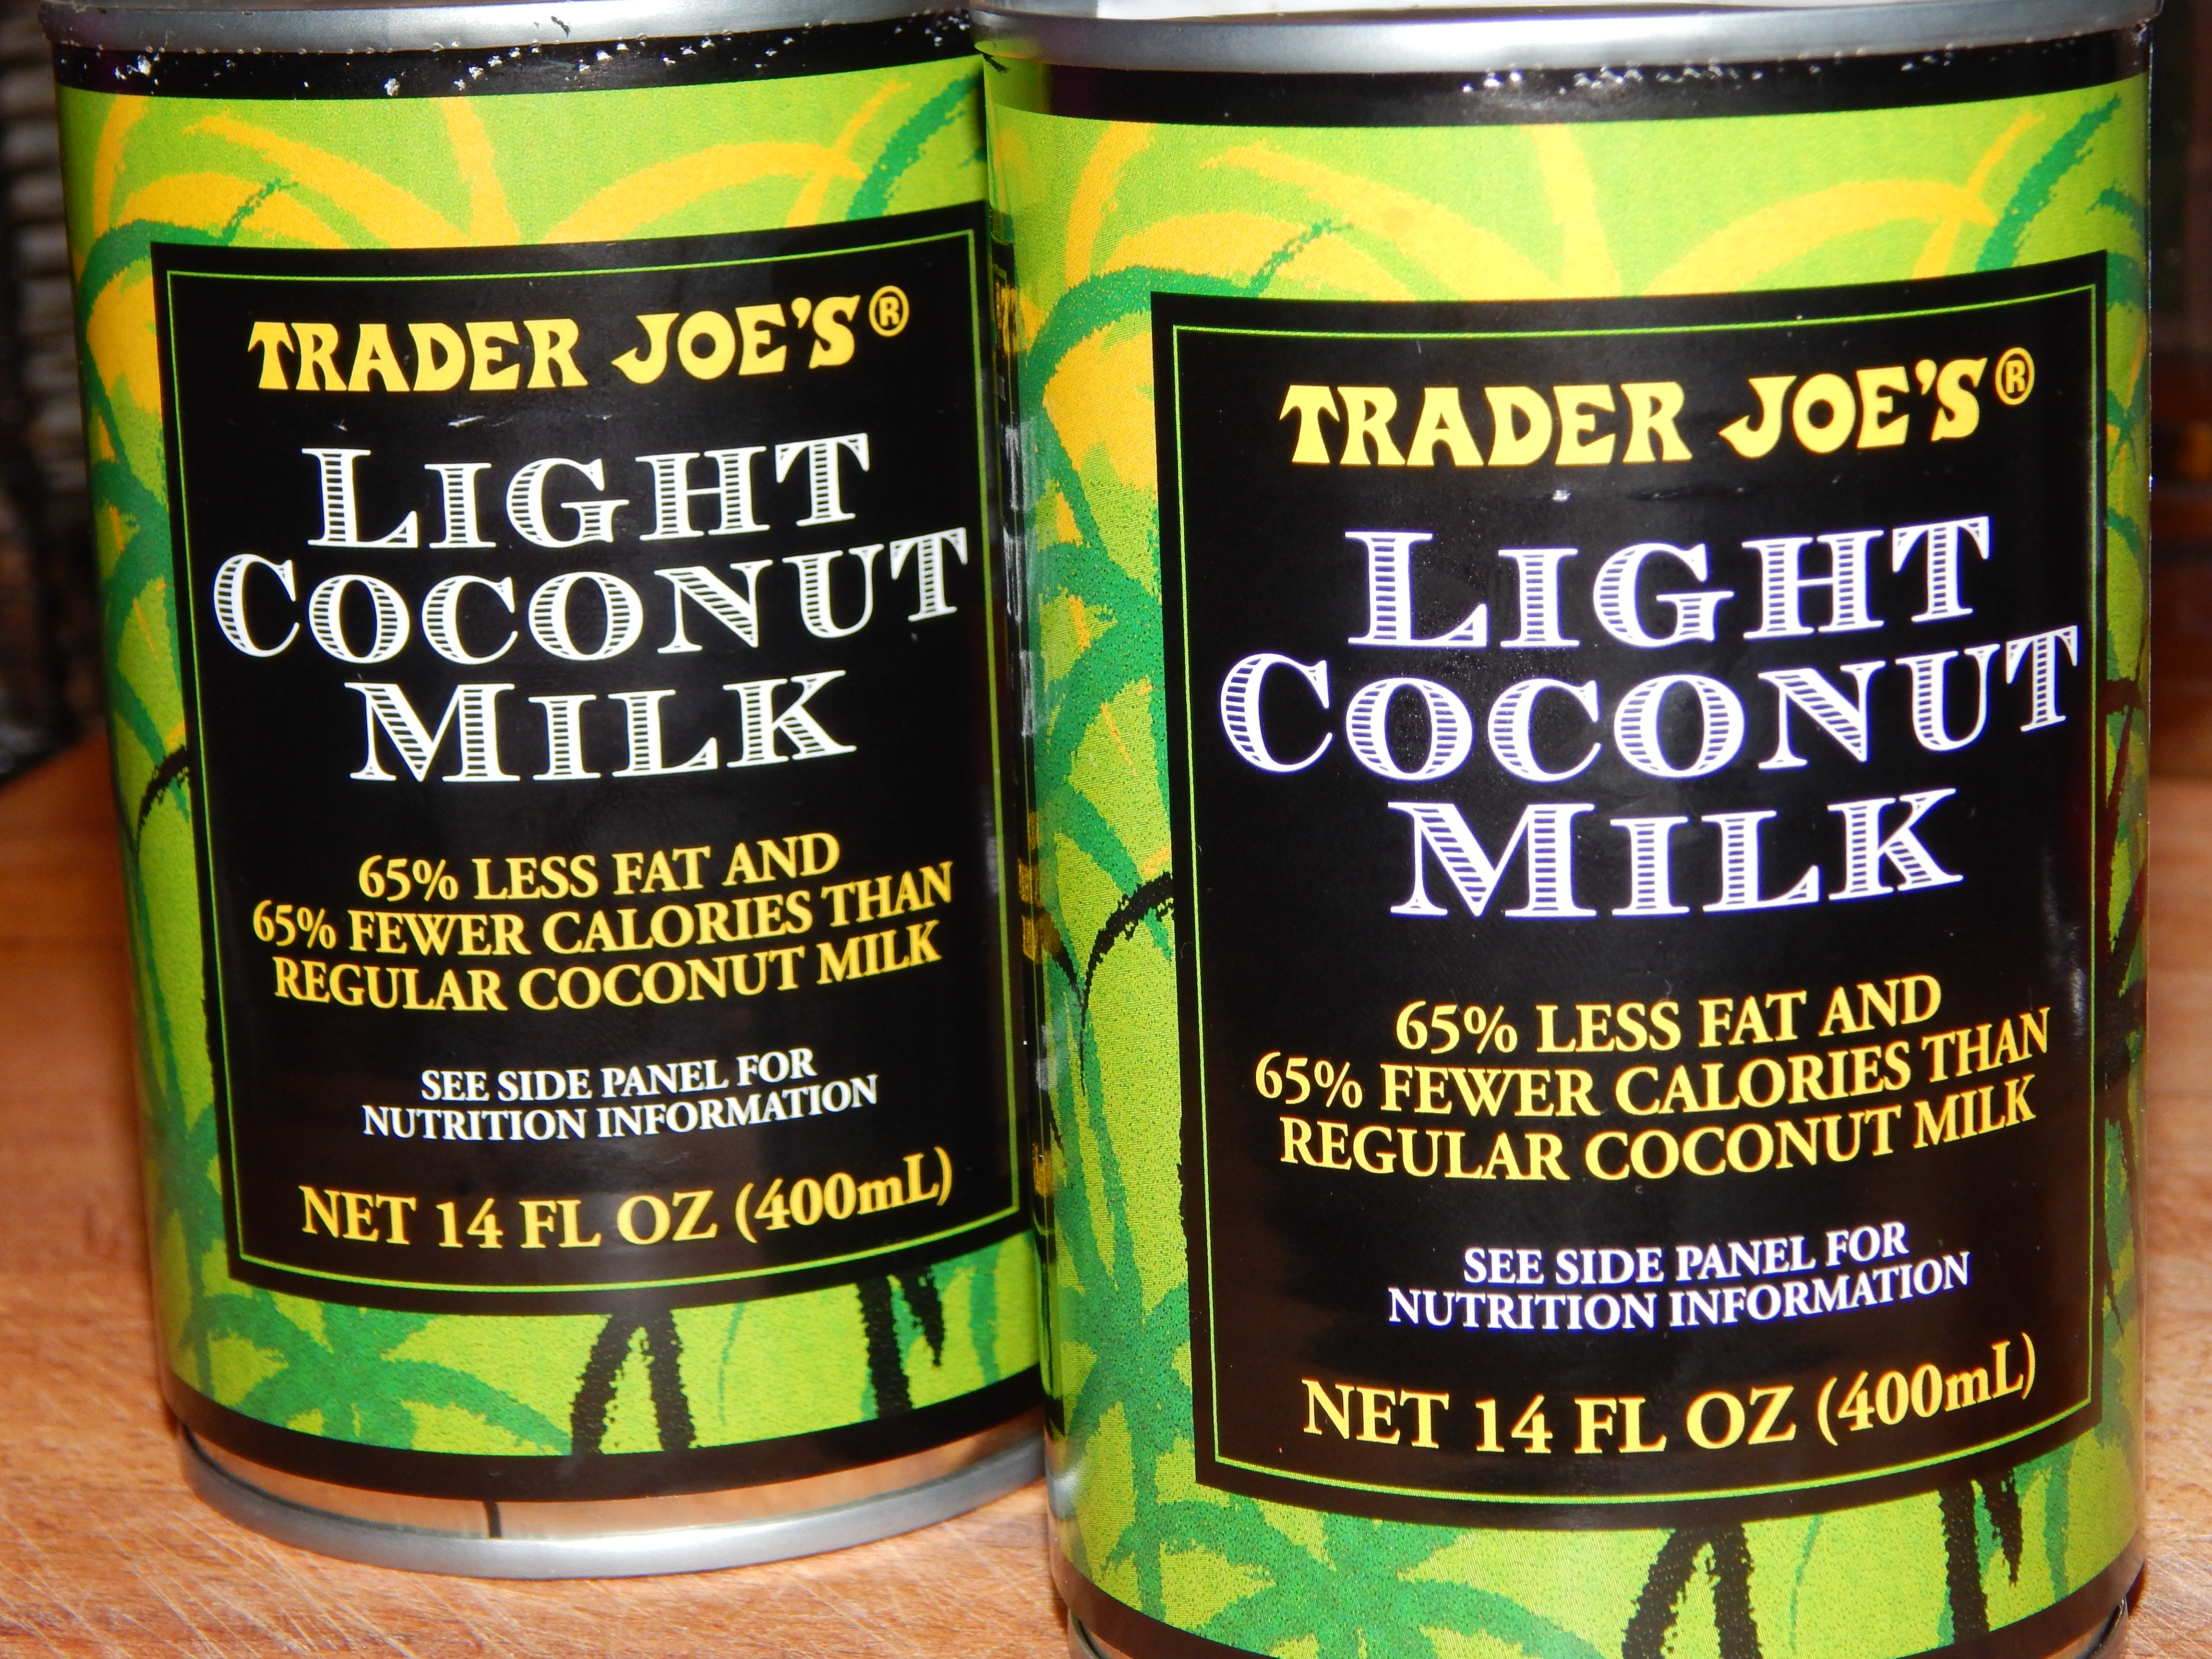 TRADER JOE'S®
LIGHT
COCONUT
MILK
65% LESS FAT AND
65% FEWER CALORIES THAN
REGULAR COCONUT MILK
SEE SIDE PANEL FOR
NUTRITION INFORMATION
NET 14 FL OZ (400mL)
TRADER JOE'S®
LIGHT
COCONUT
MILK
65% LESS FAT AND
65% FEWER CALORIES THAN
REGULAR COCONUT MILK
SEE SIDE PANEL FOR
NUTRITION INFORMATION
NET 14 FL OZ (400mL)